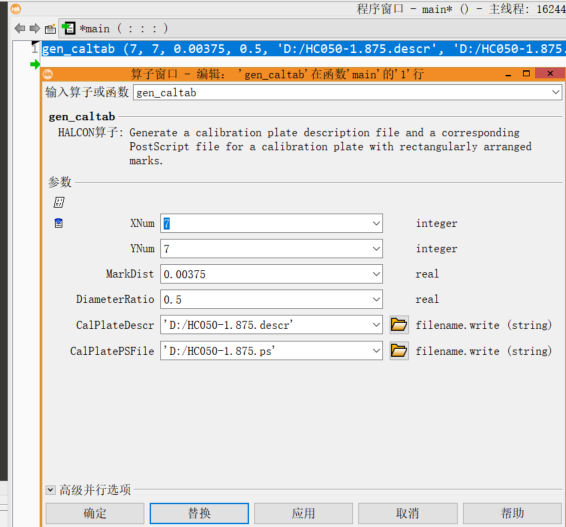 程序窗口 - main* () - 主线程: 16244
*main ( : : : )
1 gen_caltab (7, 7, 0.00375, 0.5, 'D:/HC050-1.875.descr', 'D:/HC050-1.875.
算子窗口 - 编辑: 'gen_caltab'在函数'main'的'1'行
输入算子或函数 gen_caltab
gen_caltab
HALCON算子: Generate a calibration plate description file and a corresponding
PostScript file for a calibration plate with rectangularly arranged
marks.
参数
XNum 7 integer
YNum 7 integer
MarkDist 0.00375 real
DiameterRatio 0.5 real
CalPlateDescr 'D:/HC050-1.875.descr' filename.write (string)
CalPlatePSFile 'D:/HC050-1.875.ps' filename.write (string)
高级并行选项
确定 替换 应用 取消 帮助